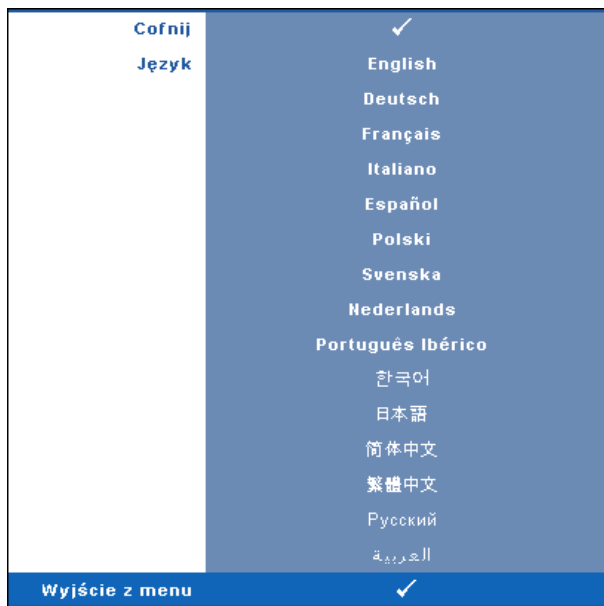 Cofnij ✓
Język English
Deutsch
Français
Italiano
Español
Polski
Svenska
Nederlands
Português Ibérico
한국어
日本語
简体中文
繁體中文
Русский
العربية
Wyjście z menu ✓